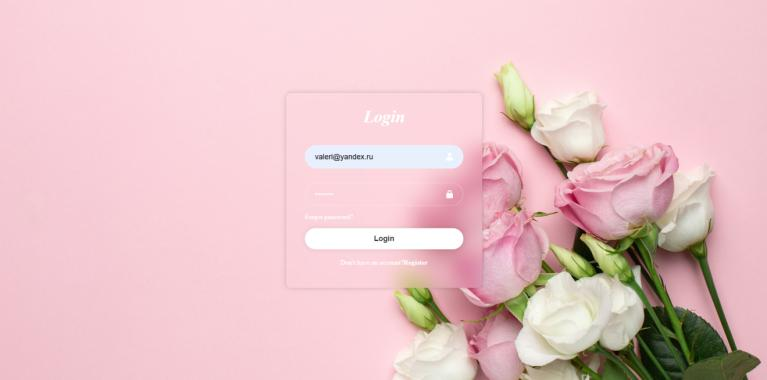 Login
valeri@yandex.ru
Forgot password?
Login
Don't have an account?Register